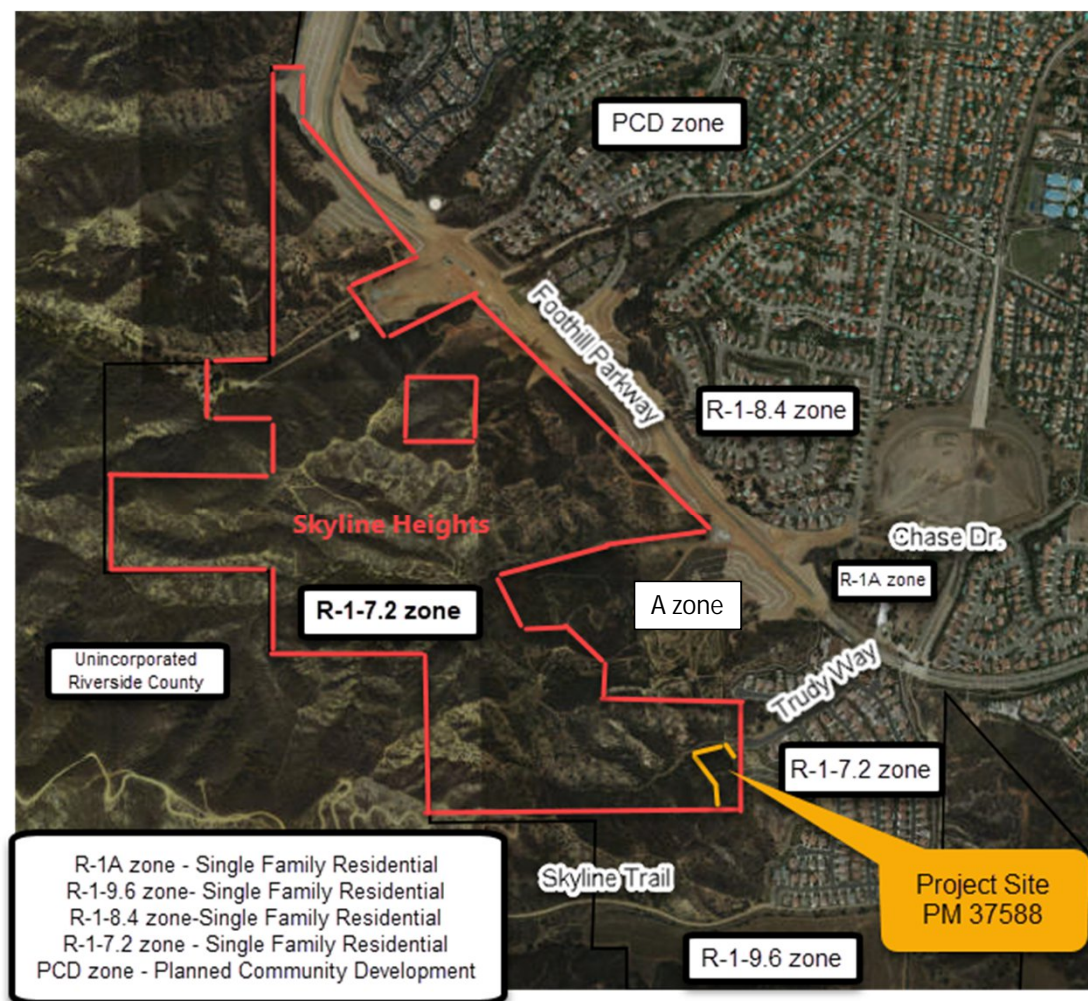 PCD zone
Foothill Parkway
R-1-8.4 zone
Skyline Heights
Chase Dr.
R-1A zone
R-1-7.2 zone
A zone
Unincorporated
Riverside County
Trudy Way
R-1-7.2 zone
R-1A zone - Single Family Residential
R-1-9.6 zone- Single Family Residential
R-1-8.4 zone-Single Family Residential
R-1-7.2 zone - Single Family Residential
PCD zone - Planned Community Development
Skyline Trail
Project Site
PM 37588
R-1-9.6 zone